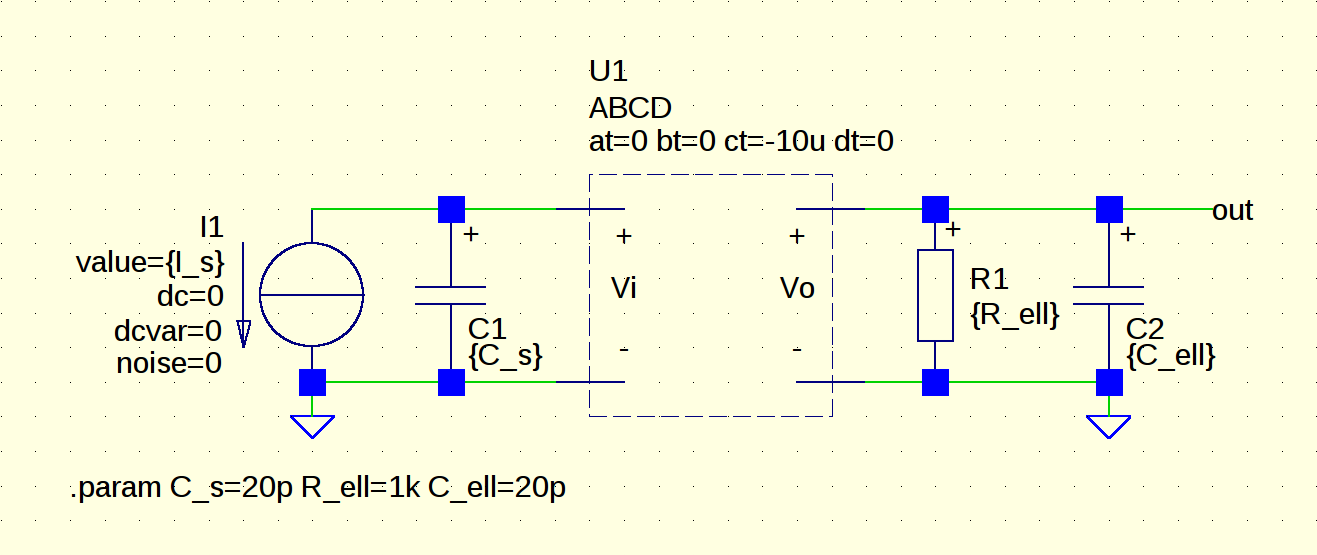 U1
ABCD
at=0 bt=0 ct=-10u dt=0
I1
value={I_s}
dc=0
dcvar=0
noise=0
+
C1
{C_s}
+
Vi
-
+
Vo
-
+
R1
{R_ell}
+
C2
{C_ell}
out
.param C_s=20p R_ell=1k C_ell=20p